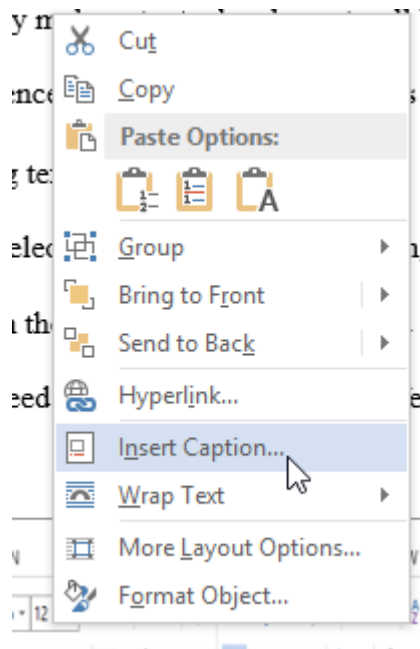 Cut
Copy
Paste Options:
Group
Bring to Front
Send to Back
Hyperlink...
Insert Caption...
Wrap Text
More Layout Options...
Format Object...
12